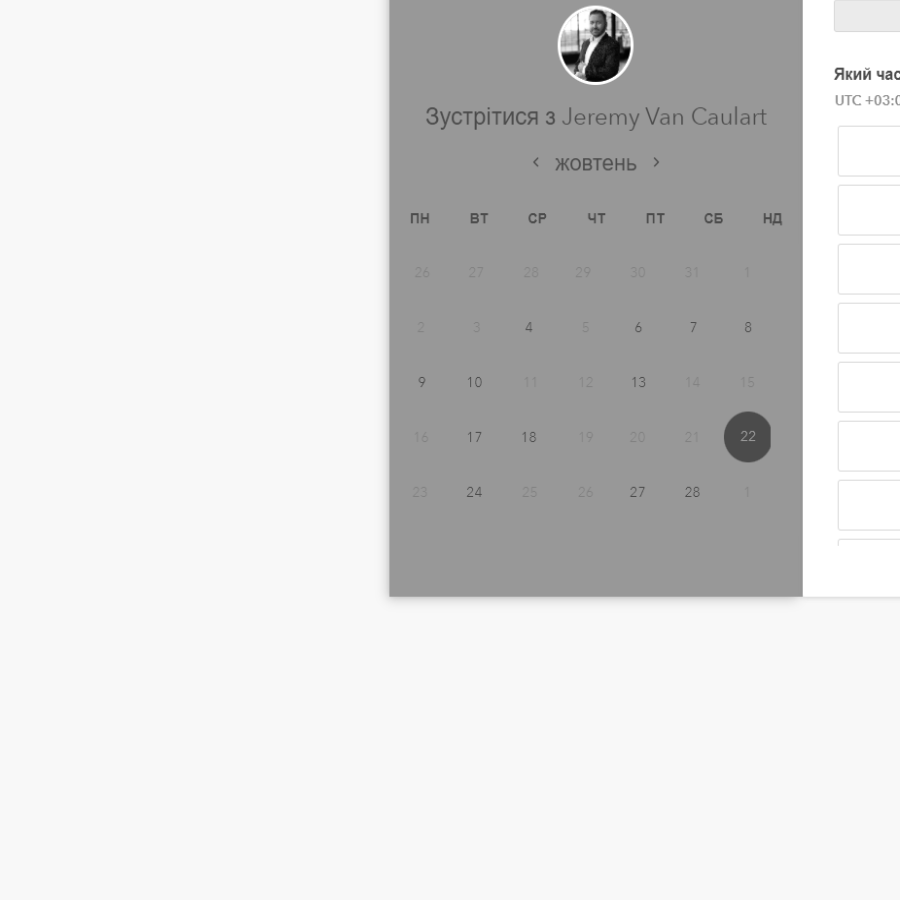 Зустрітися з Jeremy Van Caulart
‹ жовтень ›
ПН ВТ СР ЧТ ПТ СБ НД
26 27 28 29 30 31 1
2 3 4 5 6 7 8
9 10 11 12 13 14 15
16 17 18 19 20 21 22
23 24 25 26 27 28 1
Який час
UTC +03:0